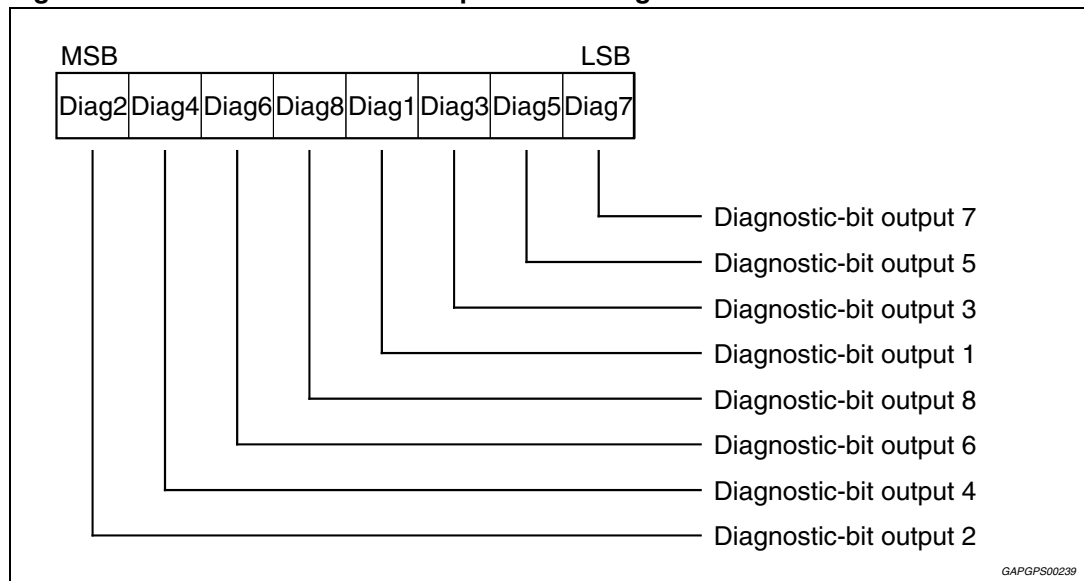 MSB LSB
Diag2 Diag4 Diag6 Diag8 Diag1 Diag3 Diag5 Diag7
Diagnostic-bit output 7
Diagnostic-bit output 5
Diagnostic-bit output 3
Diagnostic-bit output 1
Diagnostic-bit output 8
Diagnostic-bit output 6
Diagnostic-bit output 4
Diagnostic-bit output 2
GAPGPS00239